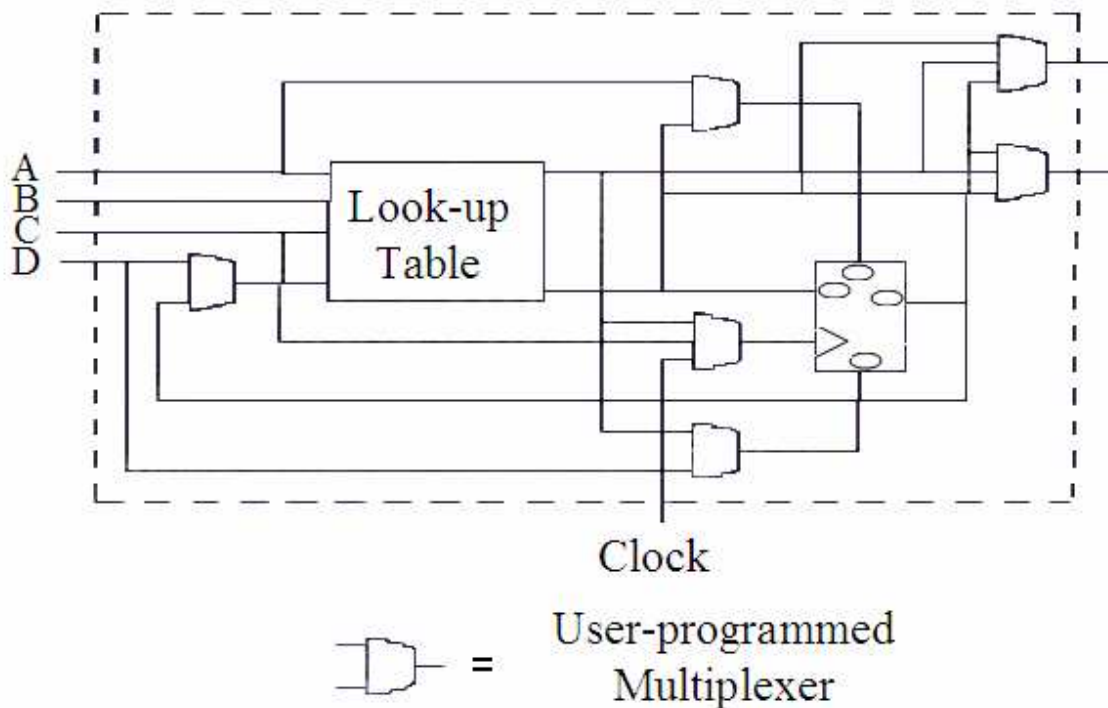 A
B
C
D
Look-up
Table
Clock
=
User-programmed
Multiplexer